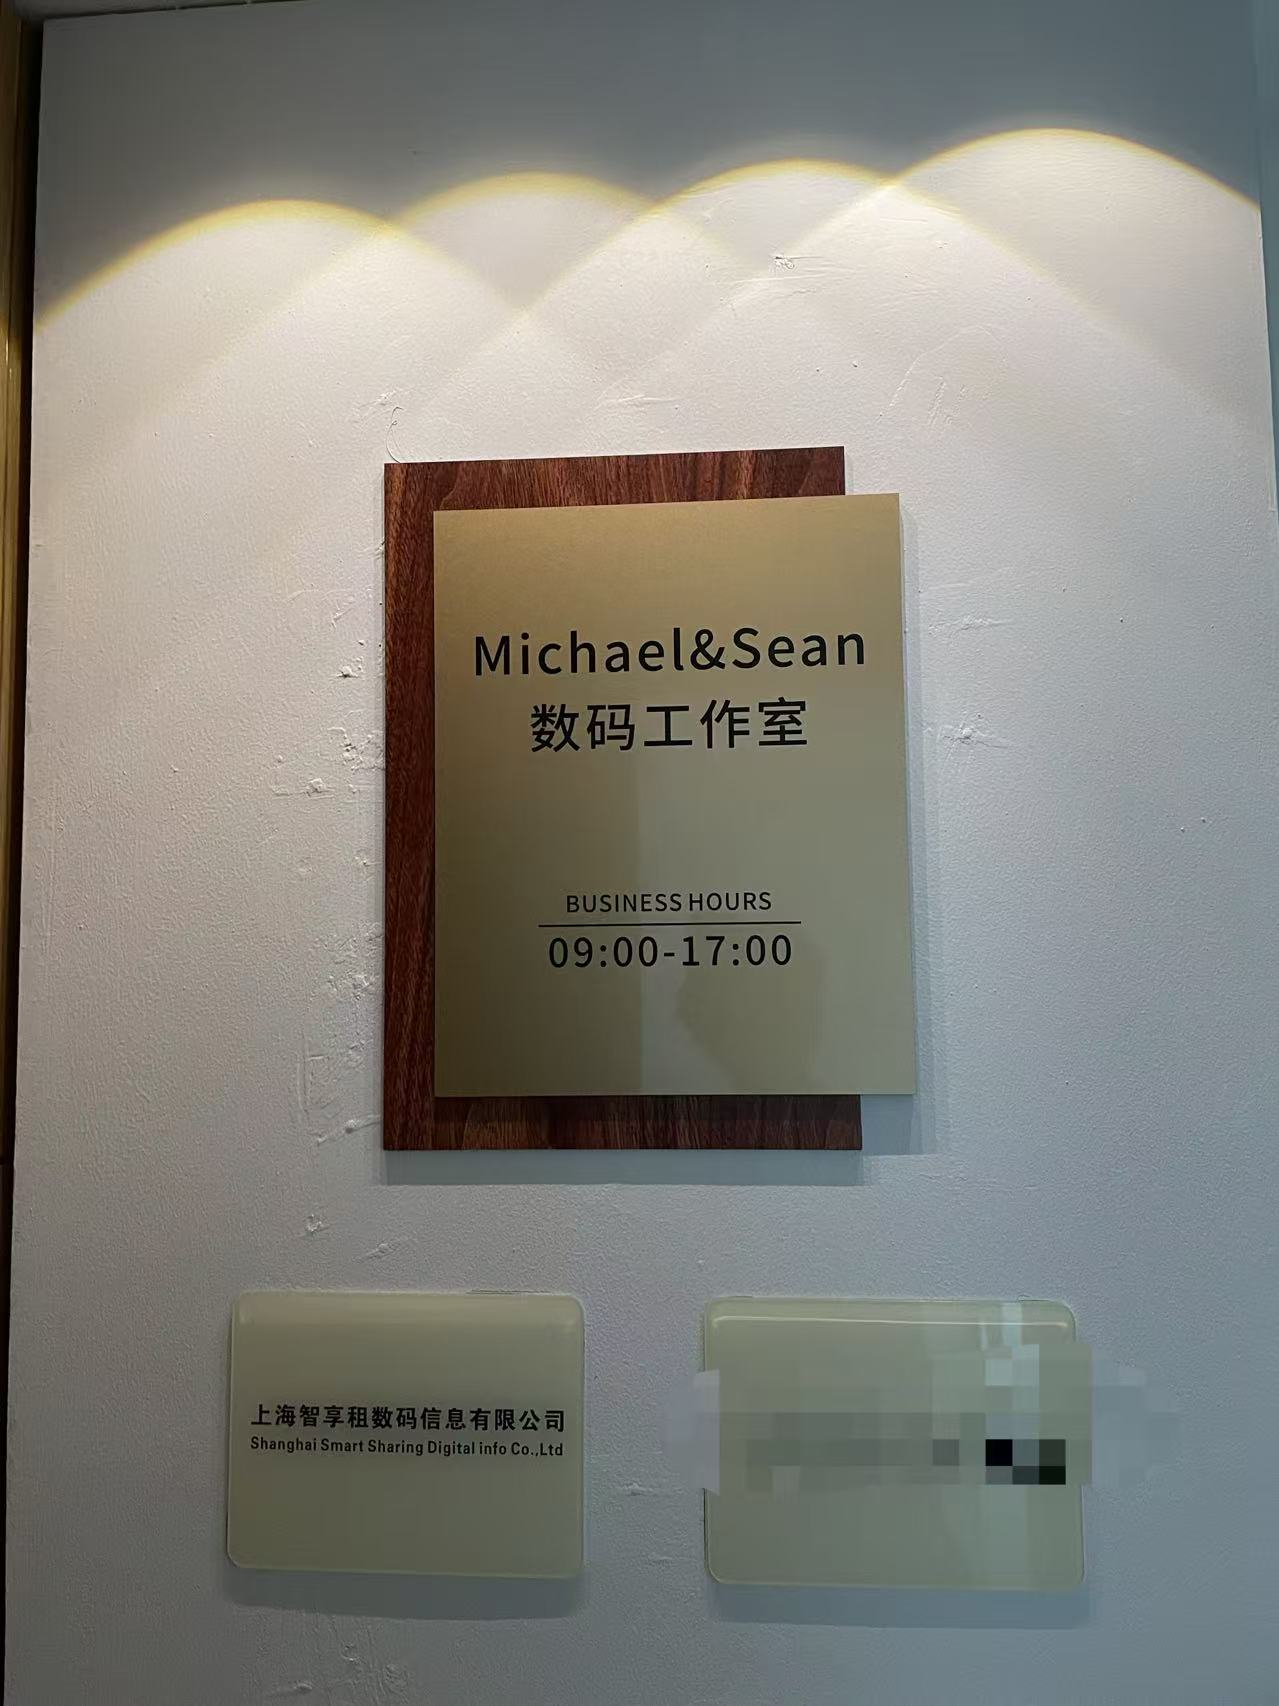 Michael&Sean
数码工作室
BUSINESS HOURS
09:00-17:00
上海智享租数码信息有限公司
Shanghai Smart Sharing Digital info Co.,Ltd